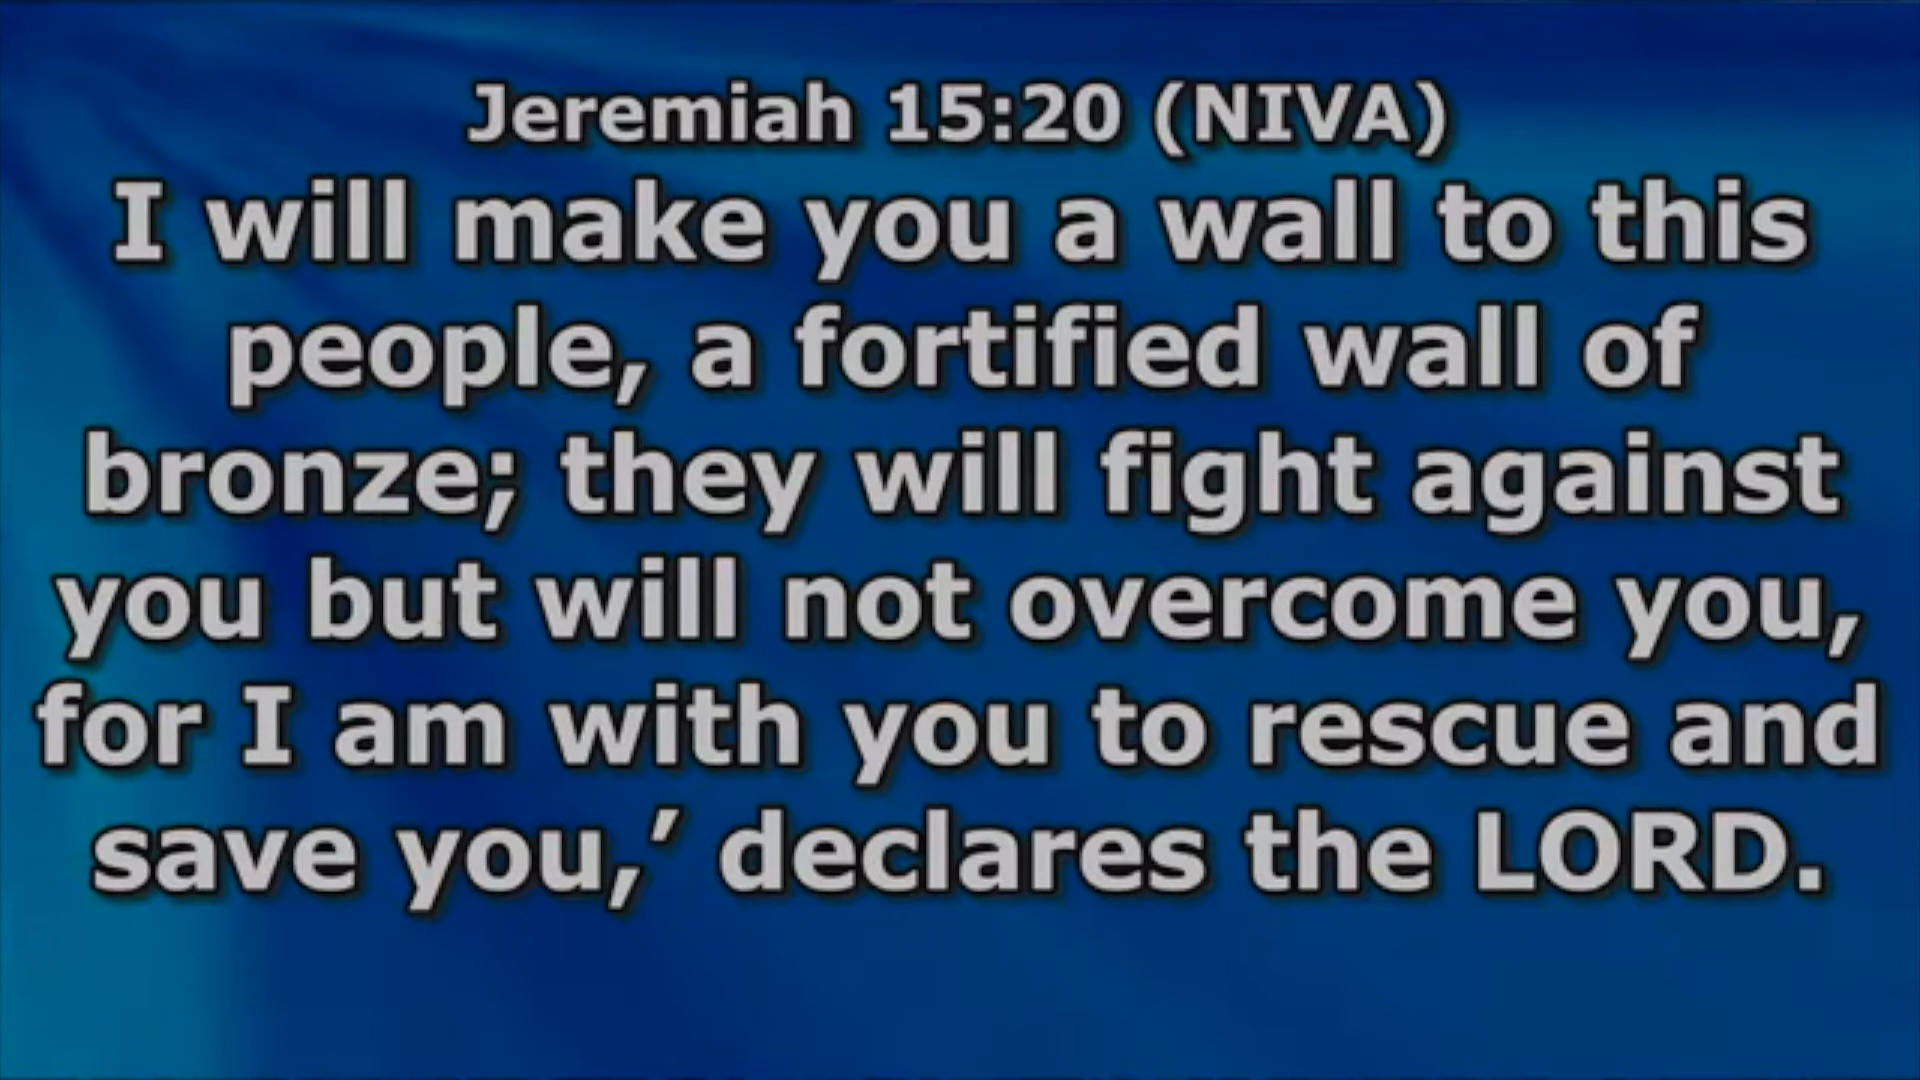 Jeremiah 15:20 (NIVA)
I will make you a wall to this
people, a fortified wall of
bronze; they will fight against
you but will not overcome you,
for I am with you to rescue and
save you,’ declares the LORD.